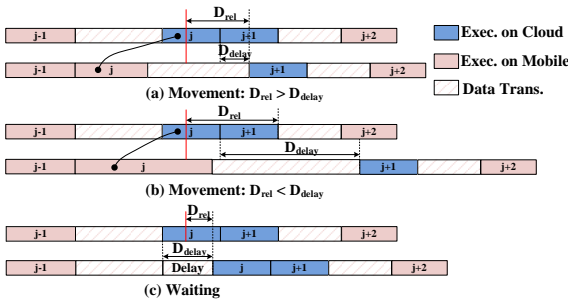 D_rel
j-1 j j+1 j+2
D_delay
j-1 j j+1 j+2
(a) Movement: D_rel > D_delay
D_rel
j-1 j j+1 j+2
D_delay
j-1 j j+1 j+2
(b) Movement: D_rel < D_delay
D_rel
j-1 j j+1 j+2
D_delay
j-1 Delay j j+1 j+2
(c) Waiting
Exec. on Cloud
Exec. on Mobile
Data Trans.